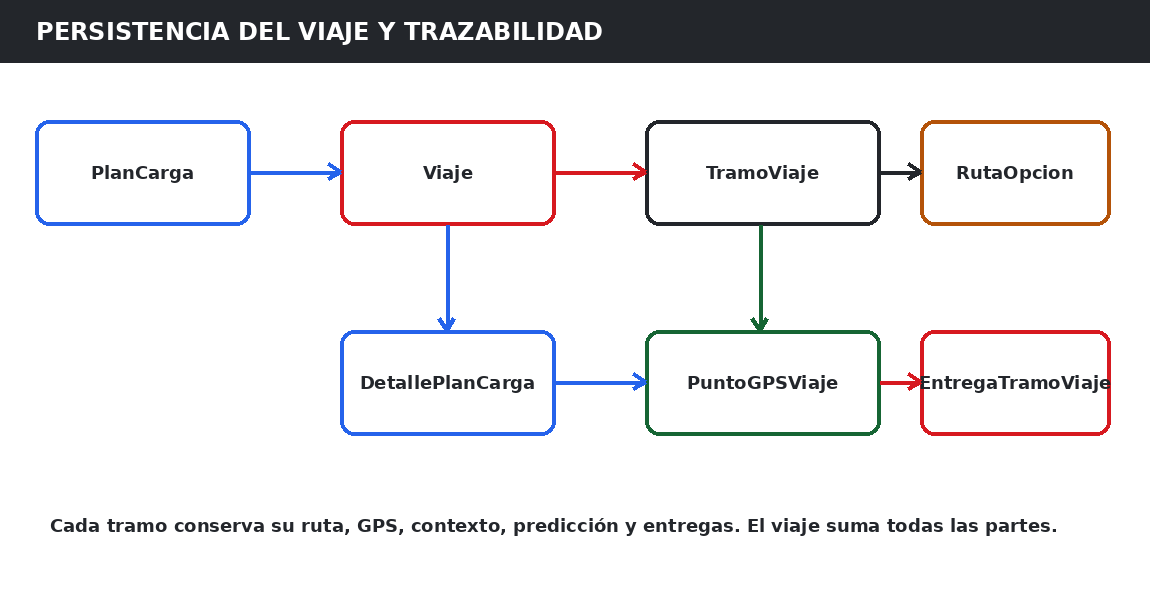 PERSISTENCIA DEL VIAJE Y TRAZABILIDAD
PlanCarga
Viaje
TramoViaje
RutaOpcion
DetallePlanCarga
PuntoGPSViaje
EntregaTramoViaje
Cada tramo conserva su ruta, GPS, contexto, predicción y entregas. El viaje suma todas las partes.